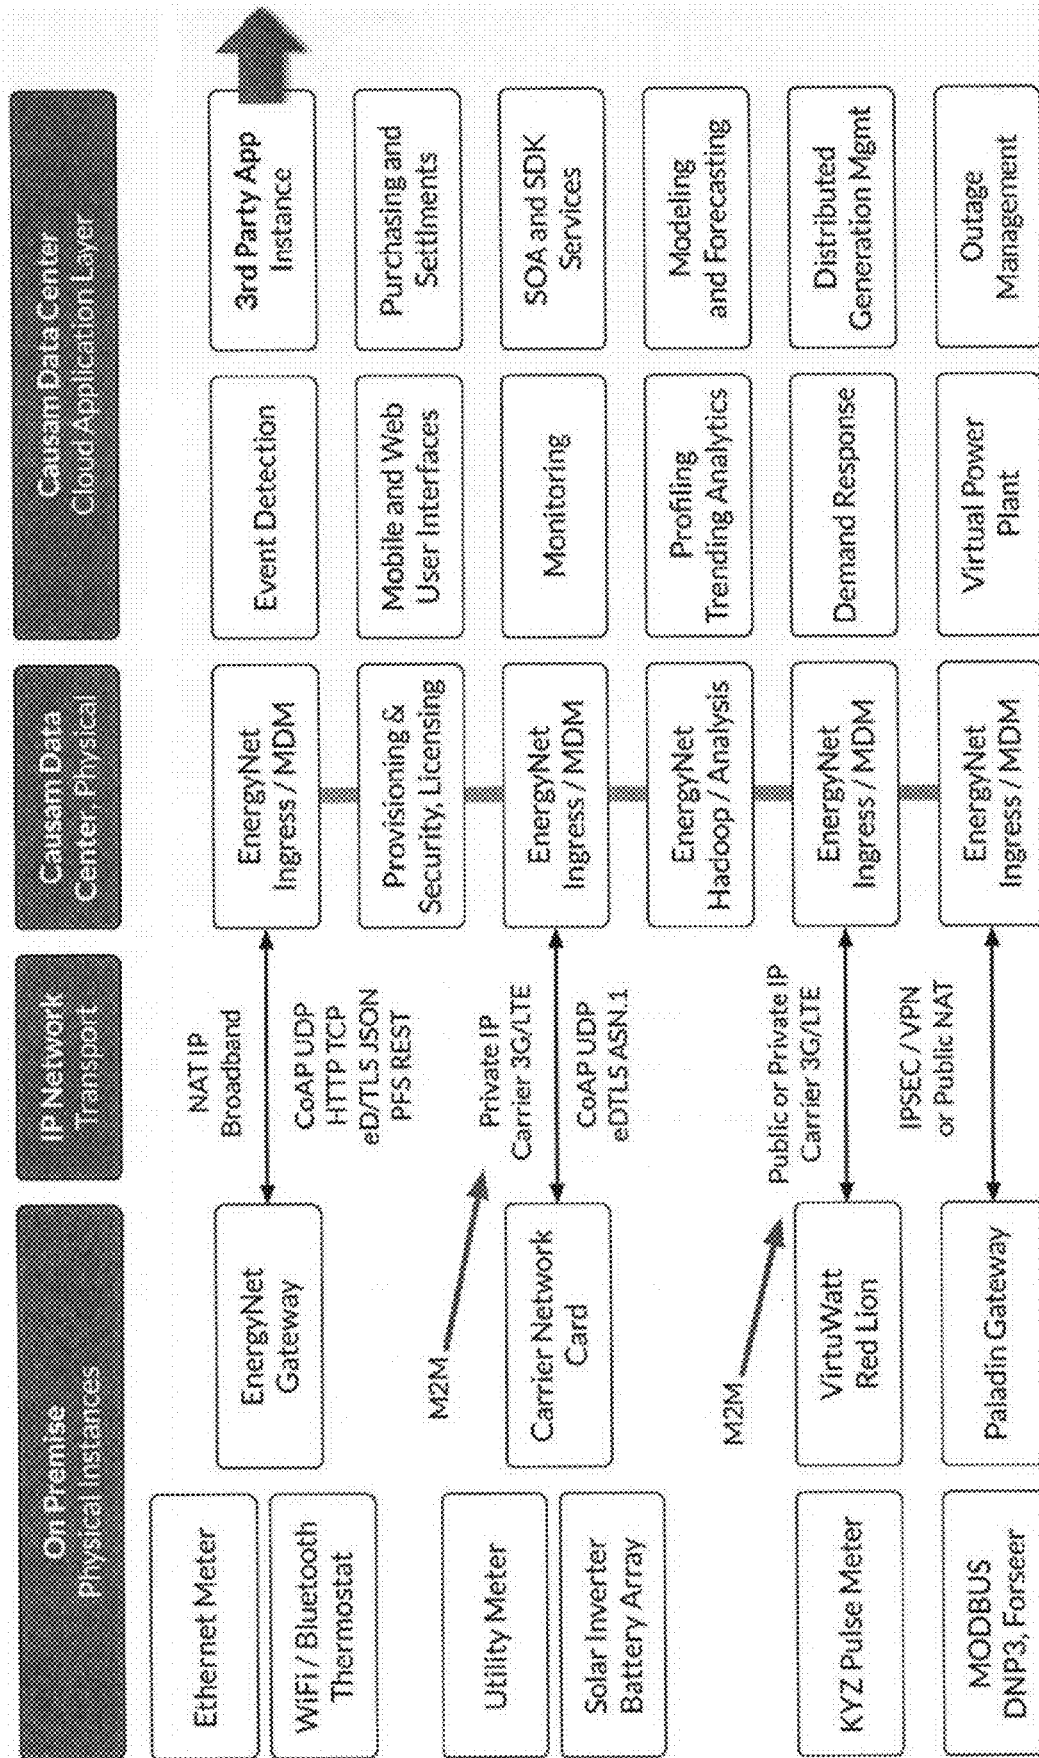 On Premise
Physical Instances
IP Network
Transport
Causam Data
Center, Physical
Causam Data Center
Cloud Application Layer
Ethernet Meter
WiFi / Bluetooth
Thermostat
EnergyNet
Gateway
NAT IP
Broadband
CoAP UDP
HTTP TCP
eD/TLS JSON
PFS REST
EnergyNet
Ingress / MDM
Event Detection
3rd Party App
Instance
Provisioning &
Security, Licensing
Mobile and Web
User Interfaces
Purchasing and
Settlments
M2M
Utility Meter
Solar Inverter
Battery Array
Carrier Network
Card
Private IP
Carrier 3G/LTE
CoAP UDP
eDTLS ASN.1
EnergyNet
Ingress / MDM
Monitoring
SOA and SDK
Services
EnergyNet
Hadoop / Analysis
Profiling
Trending Analytics
Modeling
and Forecasting
M2M
KYZ Pulse Meter
VirtuWatt
Red Lion
Public or Private IP
Carrier 3G/LTE
EnergyNet
Ingress / MDM
Demand Response
Distributed
Generation Mgmt
MODBUS
DNP3, Forseer
Paladin Gateway
IPSEC / VPN
or Public NAT
EnergyNet
Ingress / MDM
Virtual Power
Plant
Outage
Management